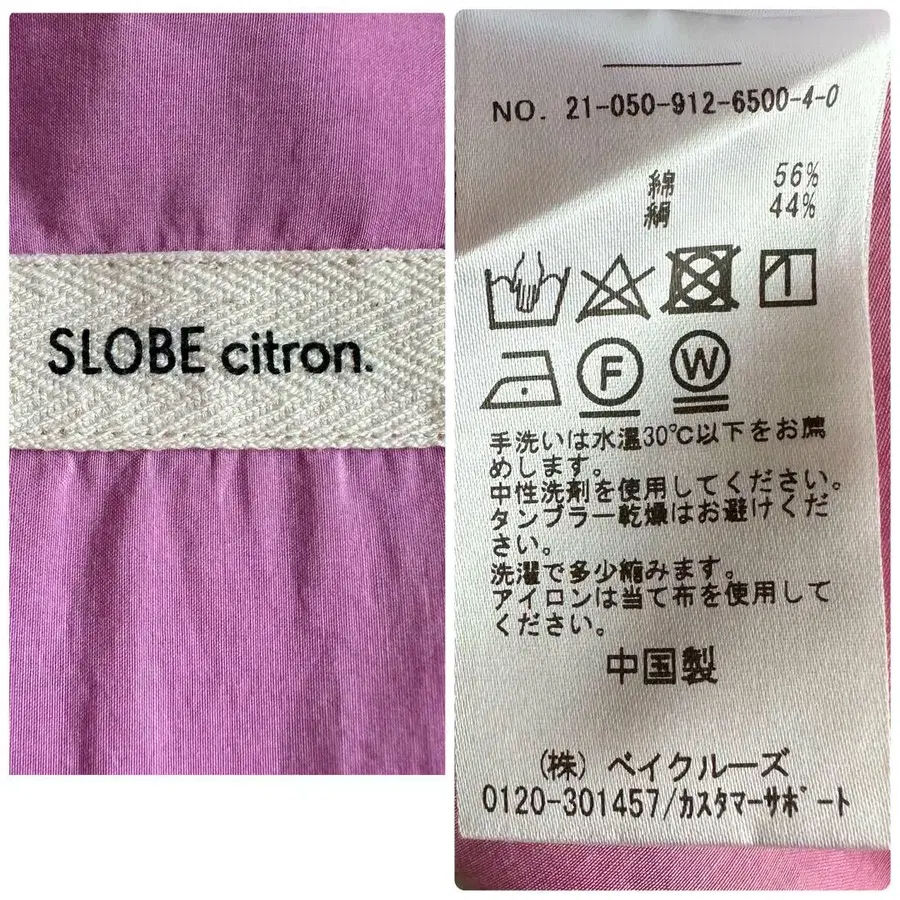 SLOBE citron.
NO. 21-050-912-6500-4-0
綿 56%
絹 44%
F
W
手洗いは水温30℃以下をお薦
めします。
中性洗剤を使用してください。
タンブラー乾燥はお避けくだ
さい。
洗濯で多少縮みます。
アイロンは当て布を使用して
ください。
中国製
(株) ベイクルーズ
0120-301457/カスタマーサポート